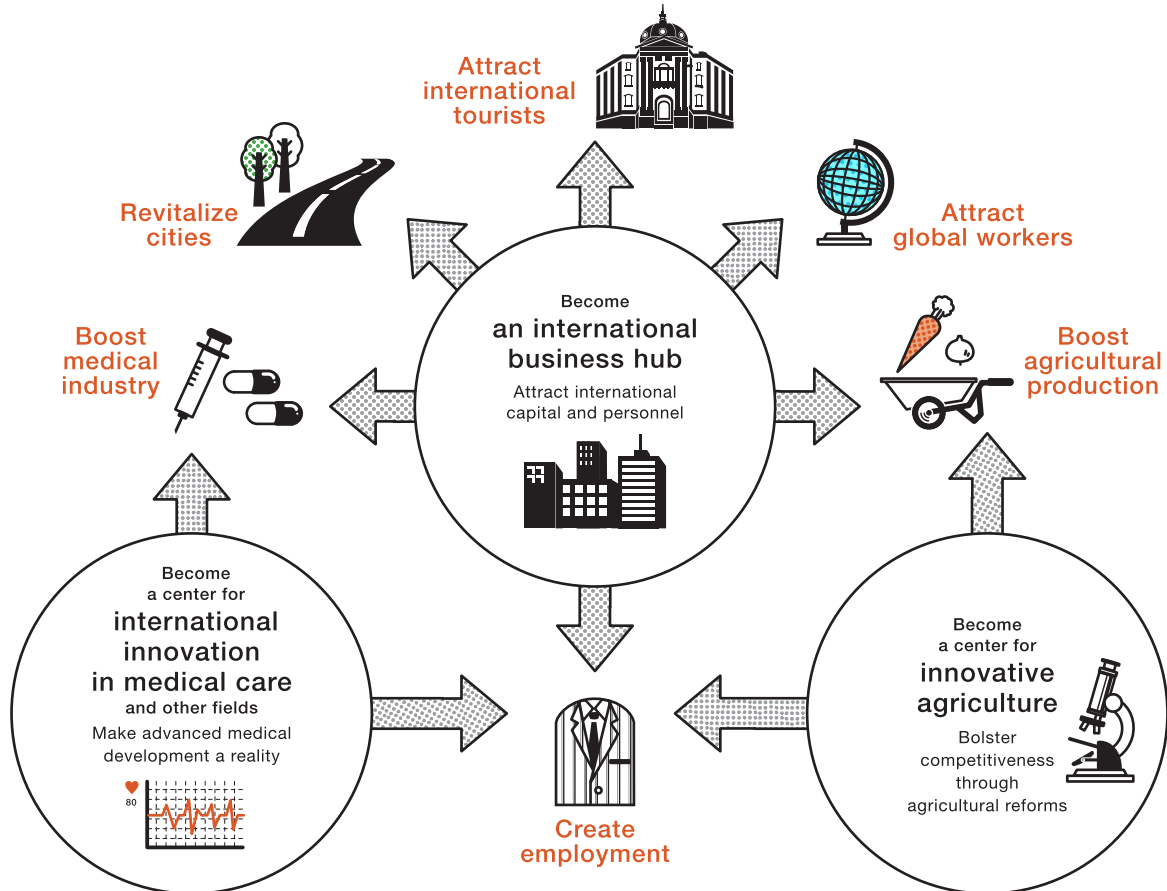 Attract
international
tourists
Revitalize
cities
Attract
global workers
Boost
medical
industry
Become
an international
business hub
Attract international
capital and personnel
Boost
agricultural
production
Become
a center for
international
innovation
in medical care
and other fields
Make advanced medical
development a reality
80
Become
a center for
innovative
agriculture
Bolster
competitiveness
through
agricultural reforms
Create
employment